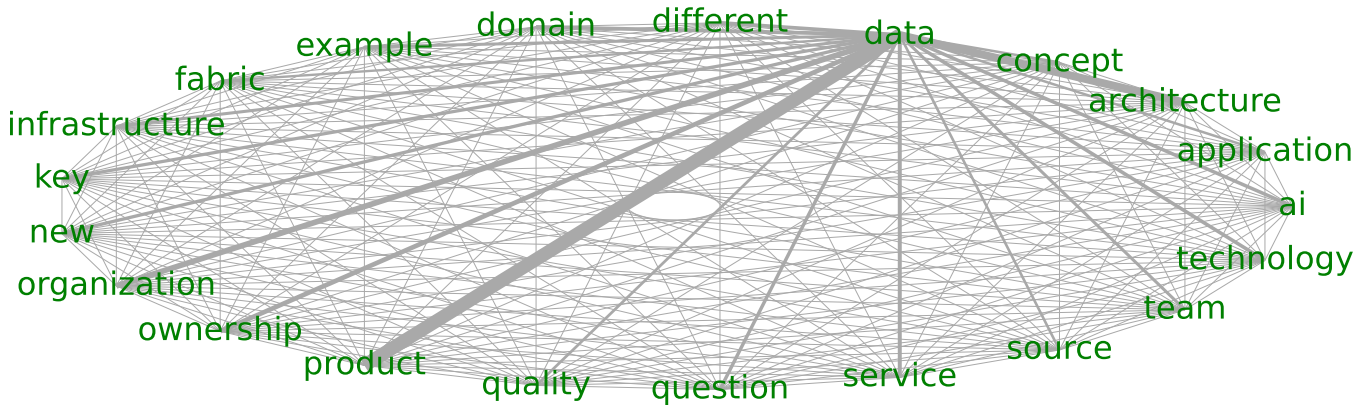 different
domain
data
example
concept
fabric
architecture
infrastructure
application
key
ai
new
technology
organization
team
ownership
source
product
service
quality
question